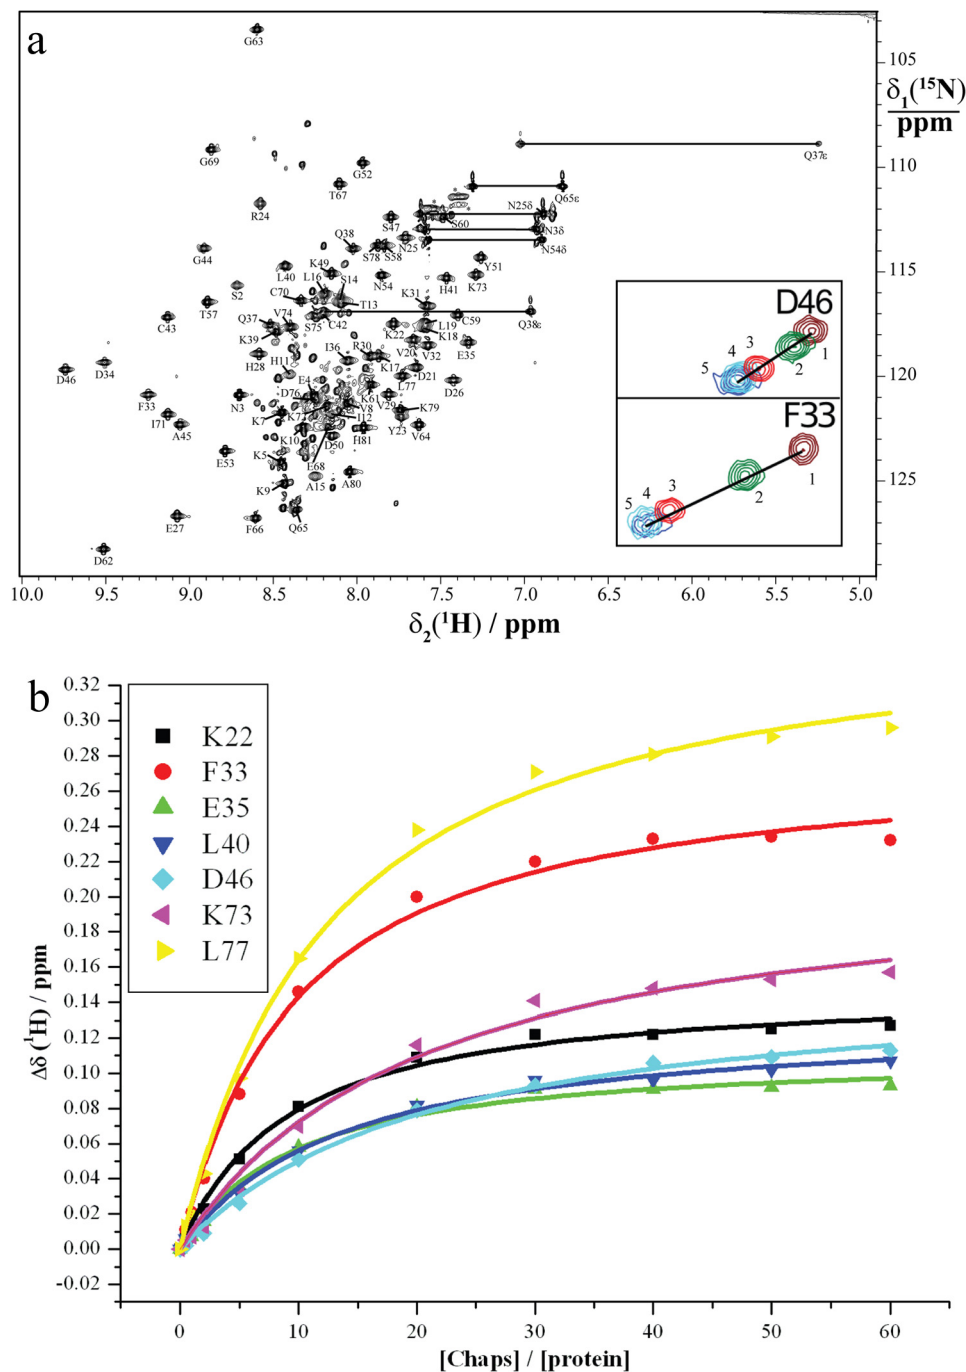 a
G63
105
δ₁(¹⁵N)
ppm
G69
G52
Q37ε
110
T67
Q65ε
R24
S47
S60
N25δ
N3δ
Q38
S78
S58
N25
N54δ
G44
L40
K49
Y51
S2
L16
S14
N54
H41
K73
115
T57
C70
T13
K31
C43
Q37
V74
S75
C42
K22
L19
K18
C59
Q38ε
K39
I36
R30
V20
V32
E35
D46
D34
H28
H11
K17
L77
D21
D26
120
F33
N3
D76
E4
K61
V29
K79
I71
K7
K77
V8
I12
Y23
A45
K10
D50
H81
V64
E53
K5
E68
K9
A15
A80
125
E27
F66
Q65
D62
D46
5
4
3
2
1
F33
5
4
3
2
1
10.0
9.5
9.0
8.5
8.0
7.5
7.0
6.5
6.0
5.5
5.0
δ₂(¹H) / ppm
b
0.32
0.30
0.28
0.26
0.24
0.22
0.20
0.18
0.16
0.14
0.12
0.10
0.08
0.06
0.04
0.02
0.00
-0.02
Δδ (¹H) / ppm
K22
F33
E35
L40
D46
K73
L77
0
10
20
30
40
50
60
[Chaps] / [protein]